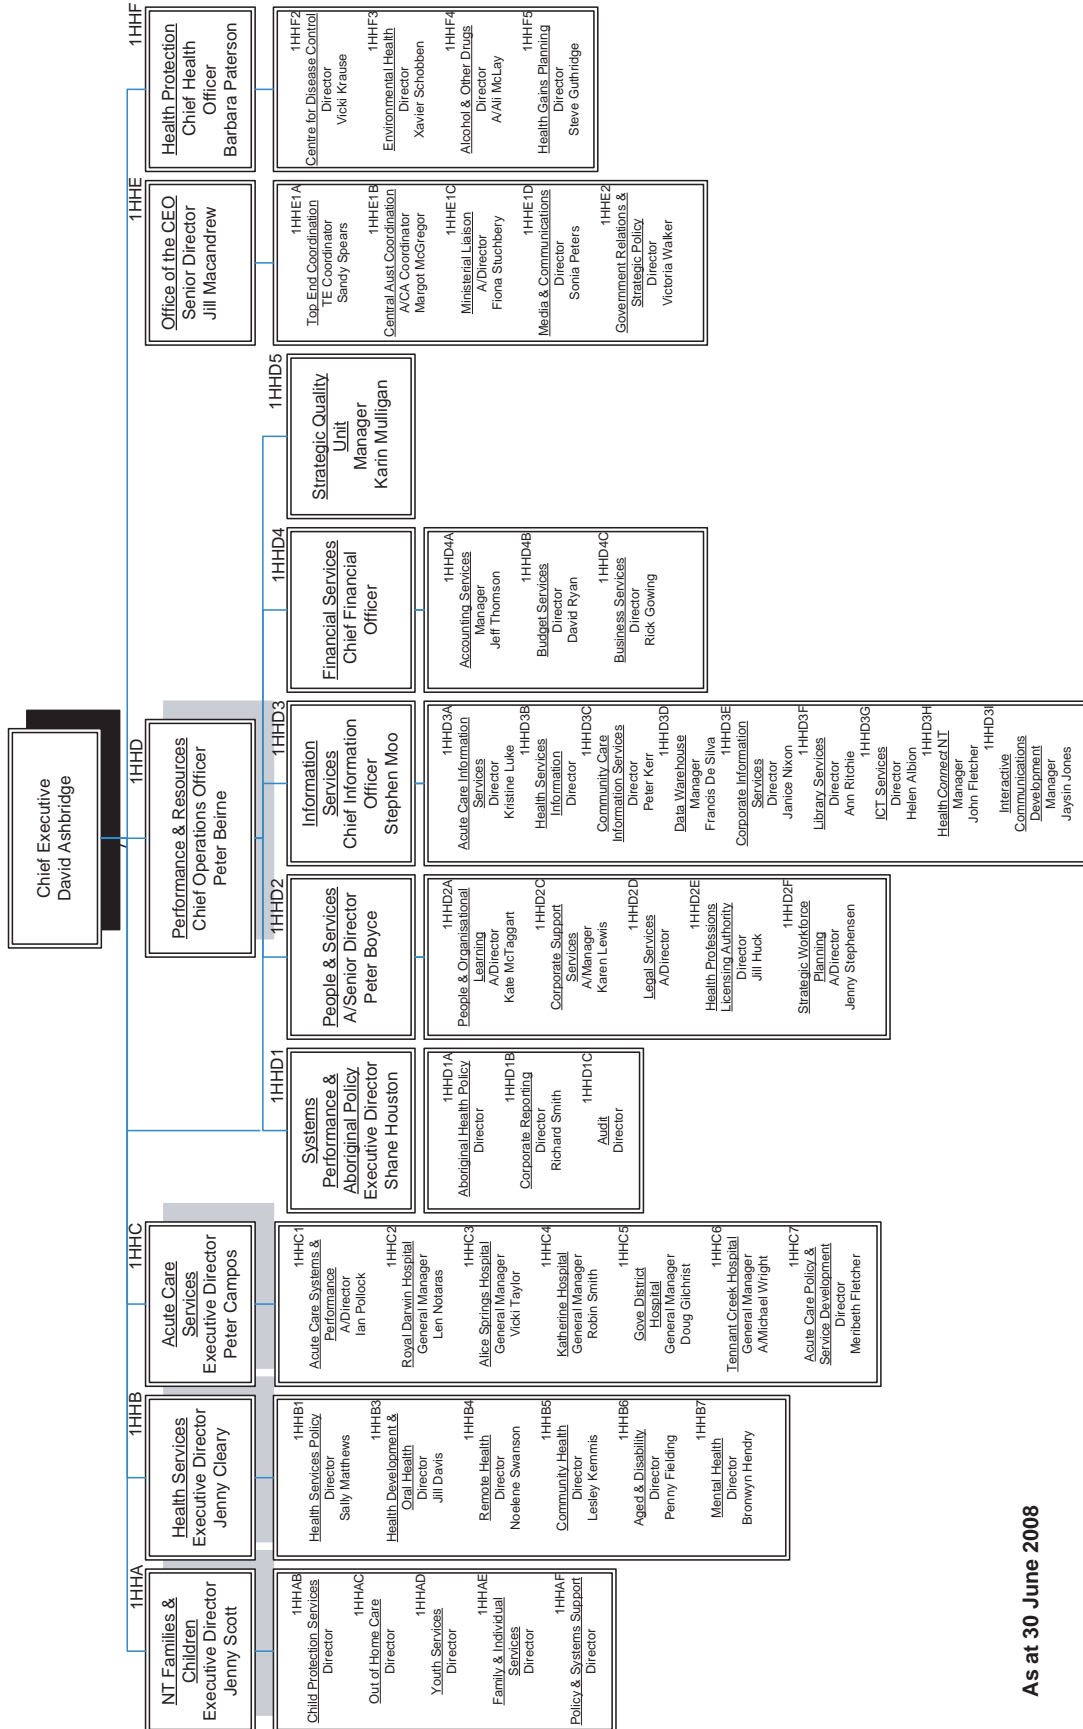 Chief Executive
David Ashbridge
1HHA
NT Families &
Children
Executive Director
Jenny Scott
1HHAB
Child Protection Services
Director
1HHAC
Out of Home Care
Director
1HHAD
Youth Services
Director
1HHAE
Family & Individual
Services
Director
1HHAF
Policy & Systems Support
Director
1HHB
Health Services
Executive Director
Jenny Cleary
1HHB1
Health Services Policy
Director
Sally Matthews
1HHB3
Health Development &
Oral Health
Director
Jill Davis
1HHB4
Remote Health
Director
Noelene Swanson
1HHB5
Community Health
Director
Lesley Kemmis
1HHB6
Aged & Disability
Director
Penny Fielding
1HHB7
Mental Health
Director
Bronwyn Hendry
1HHC
Acute Care
Services
Executive Director
Peter Campos
1HHC1
Acute Care Systems &
Performance
A/Director
Ian Pollock
1HHC2
Royal Darwin Hospital
General Manager
Len Notaras
1HHC3
Alice Springs Hospital
General Manager
Vicki Taylor
1HHC4
Katherine Hospital
General Manager
Robin Smith
1HHC5
Gove District
Hospital
General Manager
Doug Gilchrist
1HHC6
Tennant Creek Hospital
General Manager
A/Michael Wright
1HHC7
Acute Care Policy &
Service Development
Director
Meribeth Fletcher
1HHD
Performance & Resources
Chief Operations Officer
Peter Beirne
1HHD1
Systems
Performance &
Aboriginal Policy
Executive Director
Shane Houston
1HHD1A
Aboriginal Health Policy
Director
1HHD1B
Corporate Reporting
Director
Richard Smith
1HHD1C
Audit
Director
1HHD2
People & Services
A/Senior Director
Peter Boyce
1HHD2A
People & Organisational
Learning
A/Director
Kate McTaggart
1HHD2C
Corporate Support
Services
A/Manager
Karen Lewis
1HHD2D
Legal Services
A/Director
1HHD2E
Health Professions
Licensing Authority
Director
Jill Huck
1HHD2F
Strategic Workforce
Planning
A/Director
Jenny Stephensen
1HHD3
Information
Services
Chief Information
Officer
Stephen Moo
1HHD3A
Acute Care Information
Services
Director
Kristine Luke
1HHD3B
Health Services
Information
Director
1HHD3C
Community Care
Information Services
Director
Peter Kerr
1HHD3D
Data Warehouse
Manager
Francis De Silva
1HHD3E
Corporate Information
Services
Director
Janice Nixon
1HHD3F
Library Services
Director
Ann Ritchie
1HHD3G
ICT Services
Director
Helen Albion
1HHD3H
HealthConnect NT
Manager
John Fletcher
1HHD3I
Interactive
Communications
Development
Manager
Jaysin Jones
1HHD4
Financial Services
Chief Financial
Officer
1HHD4A
Accounting Services
Manager
Jeff Thomson
1HHD4B
Budget Services
Director
David Ryan
1HHD4C
Business Services
Director
Rick Gowing
1HHD5
Strategic Quality
Unit
Manager
Karin Mulligan
1HHE
Office of the CEO
Senior Director
Jill Macandrew
1HHE1A
Top End Coordination
TE Coordinator
Sandy Spears
1HHE1B
Central Aust Coordination
A/CA Coordinator
Margot McGregor
1HHE1C
Ministerial Liaison
A/Director
Fiona Stuchbery
1HHE1D
Media & Communications
Director
Sonia Peters
1HHE2
Government Relations &
Strategic Policy
Director
Victoria Walker
1HHF
Health Protection
Chief Health
Officer
Barbara Paterson
1HHF2
Centre for Disease Control
Director
Vicki Krause
1HHF3
Environmental Health
Director
Xavier Schobben
1HHF4
Alcohol & Other Drugs
Director
A/Ali McLay
1HHF5
Health Gains Planning
Director
Steve Guthridge
As at 30 June 2008